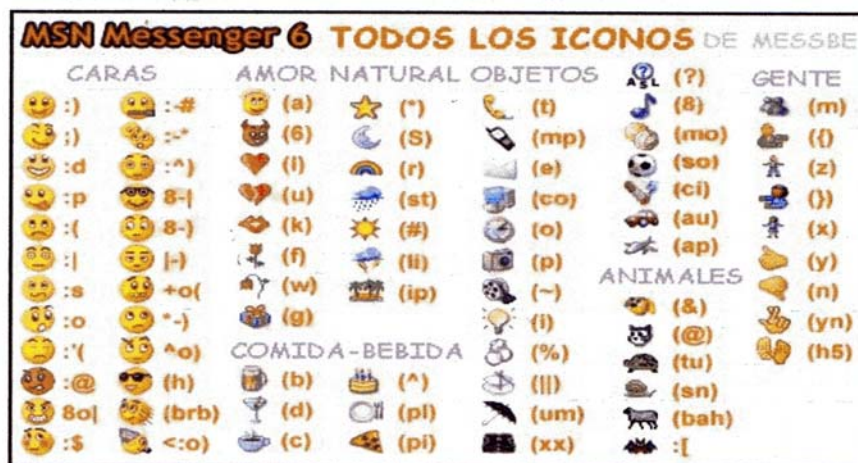 MSN Messenger 6 TODOS LOS ICONOS DE MESSBE
CARAS
:) :-#
;) :-*
:d :^)
:p 8-|
:( 8-)
:| |-)
:s +o(
:o *-)
:'( ^o)
:@ (h)
8o| (brb)
:$ <:o)
AMOR
(a)
(6)
(l)
(u)
(k)
(f)
(w)
(g)
NATURAL
(*)
(S)
(r)
(st)
(#)
(li)
(ip)
COMIDA-BEBIDA
(b) (^)
(d) (pl)
(c) (pi)
OBJETOS
(t)
(mp)
(e)
(co)
(o)
(p)
(~)
(i)
(%)
(||)
(um)
(xx)
ASL (?)
(8)
(mo)
(so)
(ci)
(au)
(ap)
ANIMALES
(&)
(@)
(tu)
(sn)
(bah)
:[
GENTE
(m)
({)
(z)
(})
(x)
(y)
(n)
(yn)
(h5)